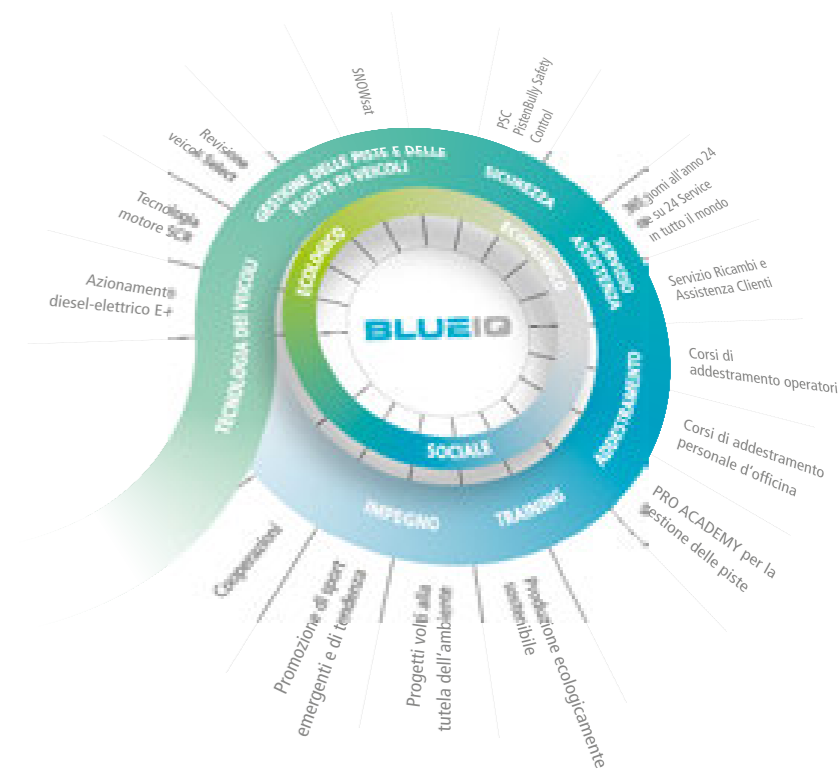 SNOWsat
PSC
PistenBully Safety
Control
Revisione
veicoli Select
GESTIONE DELLE PISTE E DELLE
FLOTTE DI VEICOLI
SICUREZZA
365 giorni all'anno 24
ore su 24 Service
in tutto il mondo
Tecnologia
motore SCR
ECOLOGICO
ECONOMICO
SERVIZIO
ASSISTENZA
Servizio Ricambi e
Assistenza Clienti
Azionamento
diesel-elettrico E+
TECNOLOGIA DEI VEICOLI
BLUEIQ
ADDESTRAMENTO
Corsi di
addestramento operatori
SOCIALE
Corsi di addestramento
personale d'officina
IMPEGNO
TRAINING
PRO ACADEMY per la
gestione delle piste
Cooperazioni
Promozione di sport
emergenti e di tendenza
Progetti volti alla
tutela dell'ambiente
Produzione ecologicamente
sostenibile